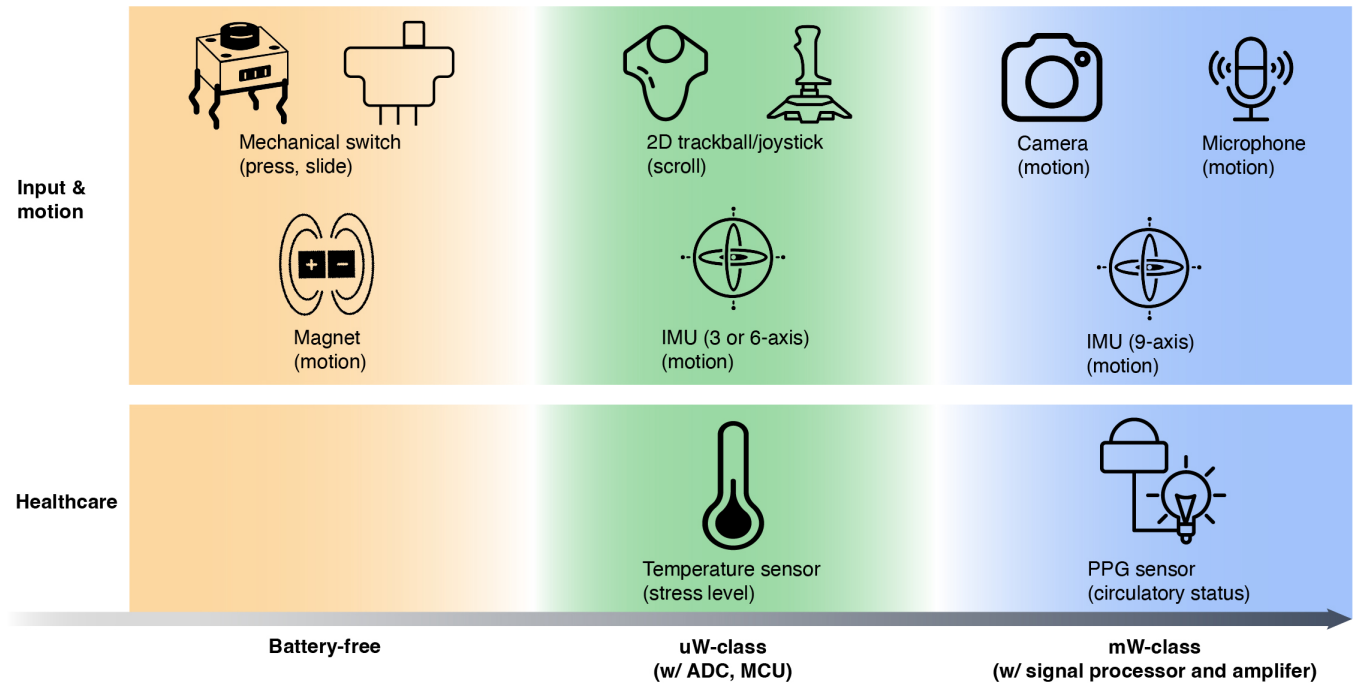 Input &
motion
Mechanical switch
(press, slide)
2D trackball/joystick
(scroll)
Camera
(motion)
Microphone
(motion)
+ −
Magnet
(motion)
IMU (3 or 6-axis)
(motion)
IMU (9-axis)
(motion)
Healthcare
Temperature sensor
(stress level)
PPG sensor
(circulatory status)
Battery-free
uW-class
(w/ ADC, MCU)
mW-class
(w/ signal processor and amplifer)